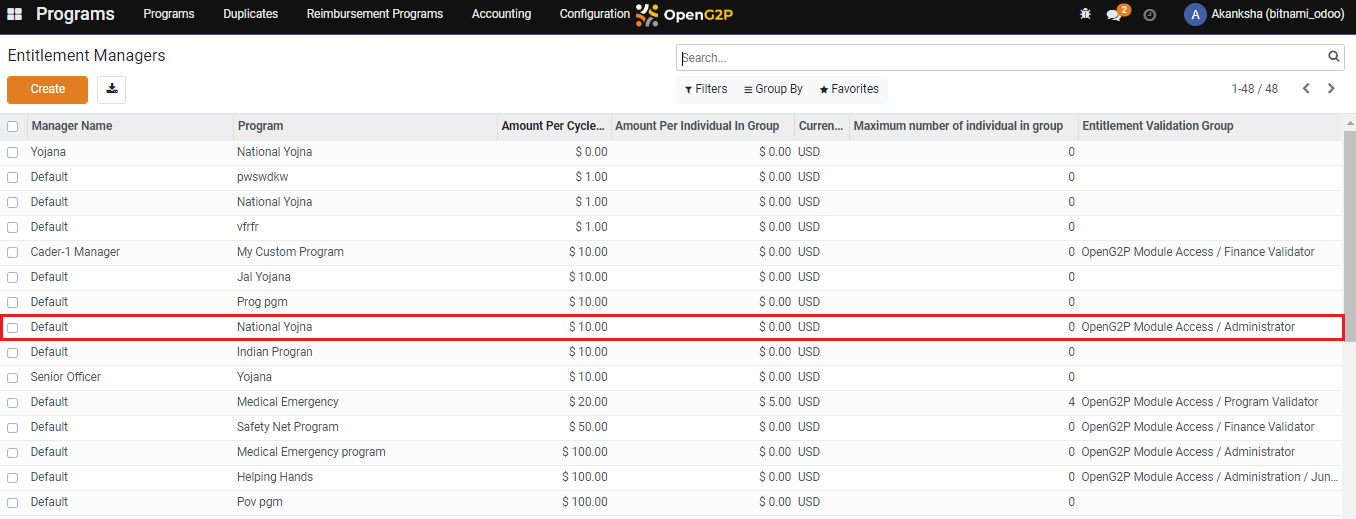 Programs Programs Duplicates Reimbursement Programs Accounting Configuration OpenG2P 2 A Akanksha (bitnami_odoo)
Entitlement Managers Search...
Create Filters Group By Favorites 1-48 / 48
Manager Name Program Amount Per Cycle... Amount Per Individual In Group Curren... Maximum number of individual in group Entitlement Validation Group
Yojana National Yojna $ 0.00 $ 0.00 USD 0
Default pwswdkw $ 1.00 $ 0.00 USD 0
Default National Yojna $ 1.00 $ 0.00 USD 0
Default vfrfr $ 1.00 $ 0.00 USD 0
Cader-1 Manager My Custom Program $ 10.00 $ 0.00 USD 0 OpenG2P Module Access / Finance Validator
Default Jal Yojana $ 10.00 $ 0.00 USD 0
Default Prog pgm $ 10.00 $ 0.00 USD 0
Default National Yojna $ 10.00 $ 0.00 USD 0 OpenG2P Module Access / Administrator
Default Indian Progran $ 10.00 $ 0.00 USD 0
Senior Officer Yojana $ 10.00 $ 0.00 USD 0
Default Medical Emergency $ 20.00 $ 5.00 USD 4 OpenG2P Module Access / Program Validator
Default Safety Net Program $ 50.00 $ 0.00 USD 0 OpenG2P Module Access / Finance Validator
Default Medical Emergency program $ 100.00 $ 0.00 USD 0 OpenG2P Module Access / Administrator
Default Helping Hands $ 100.00 $ 0.00 USD 0 OpenG2P Module Access / Administration / Jun...
Default Pov pgm $ 100.00 $ 0.00 USD 0